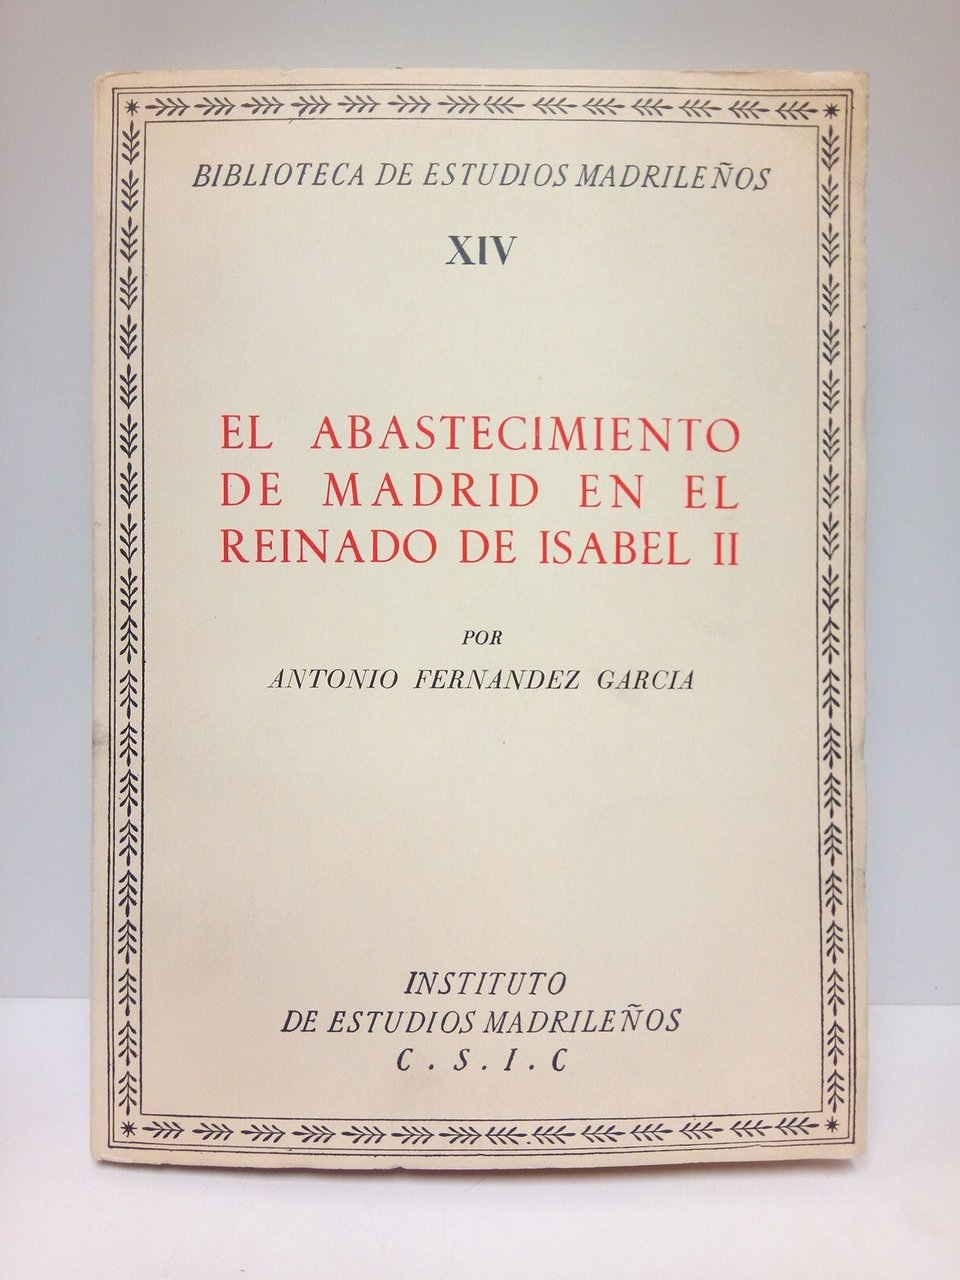 BIBLIOTECA DE ESTUDIOS MADRILEÑOS
XIV
EL ABASTECIMIENTO
DE MADRID EN EL
REINADO DE ISABEL II
POR
ANTONIO FERNANDEZ GARCIA
INSTITUTO
DE ESTUDIOS MADRILEÑOS
C . S . I . C